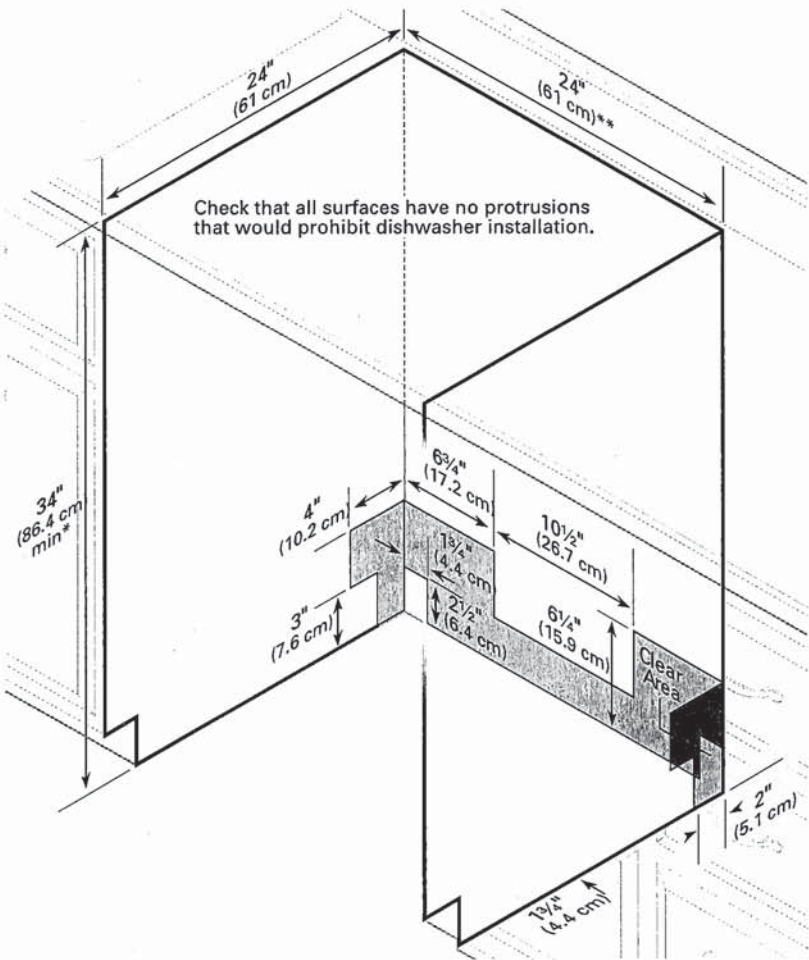 24"
(61 cm)
24"
(61 cm)**
Check that all surfaces have no protrusions
that would prohibit dishwasher installation.
34"
(86.4 cm)
min*
4"
(10.2 cm)
6¾"
(17.2 cm)
10½"
(26.7 cm)
1¾"
(4.4 cm)
3"
(7.6 cm)
2½"
(6.4 cm)
6¼"
(15.9 cm)
Clear
Area
2"
(5.1 cm)
1¾"
(4.4 cm)